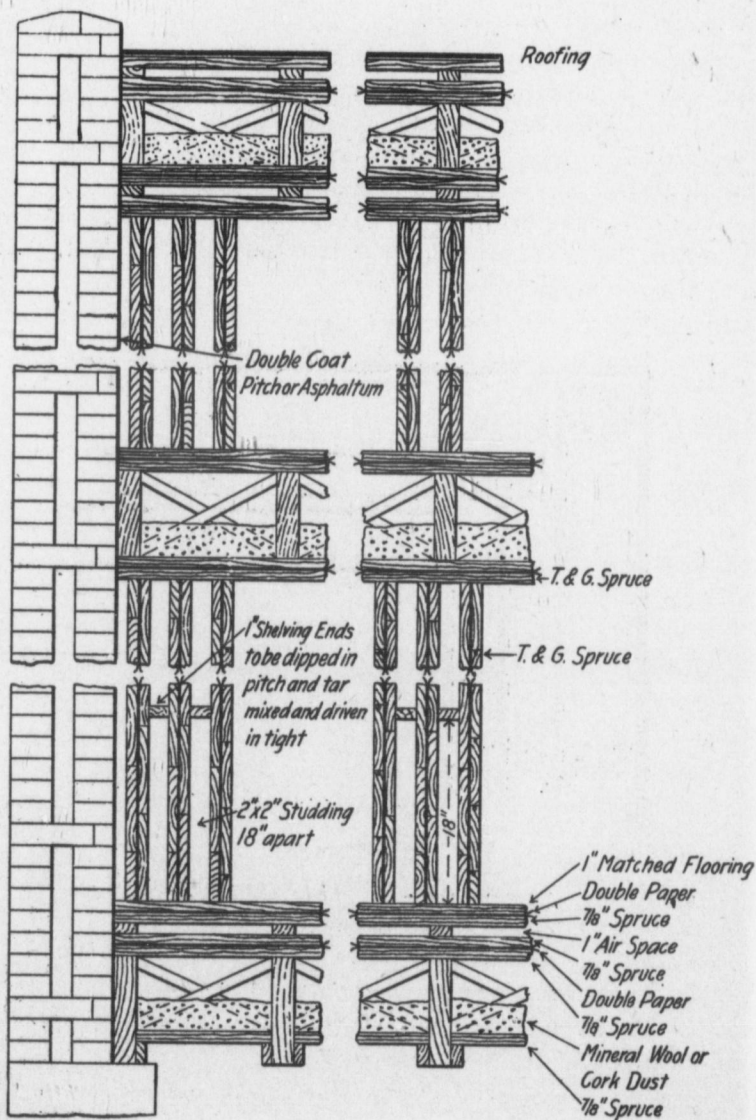 Roofing
Double Coat
Pitch or Asphaltum
T. & G. Spruce
1" Shelving Ends
to be dipped in
pitch and tar
mixed and driven
in tight
T. & G. Spruce
2"x2" Studding
18" apart
18"
1" Matched Flooring
Double Paper
7/8" Spruce
1" Air Space
7/8" Spruce
Double Paper
7/8" Spruce
Mineral Wool or
Cork Dust
7/8" Spruce